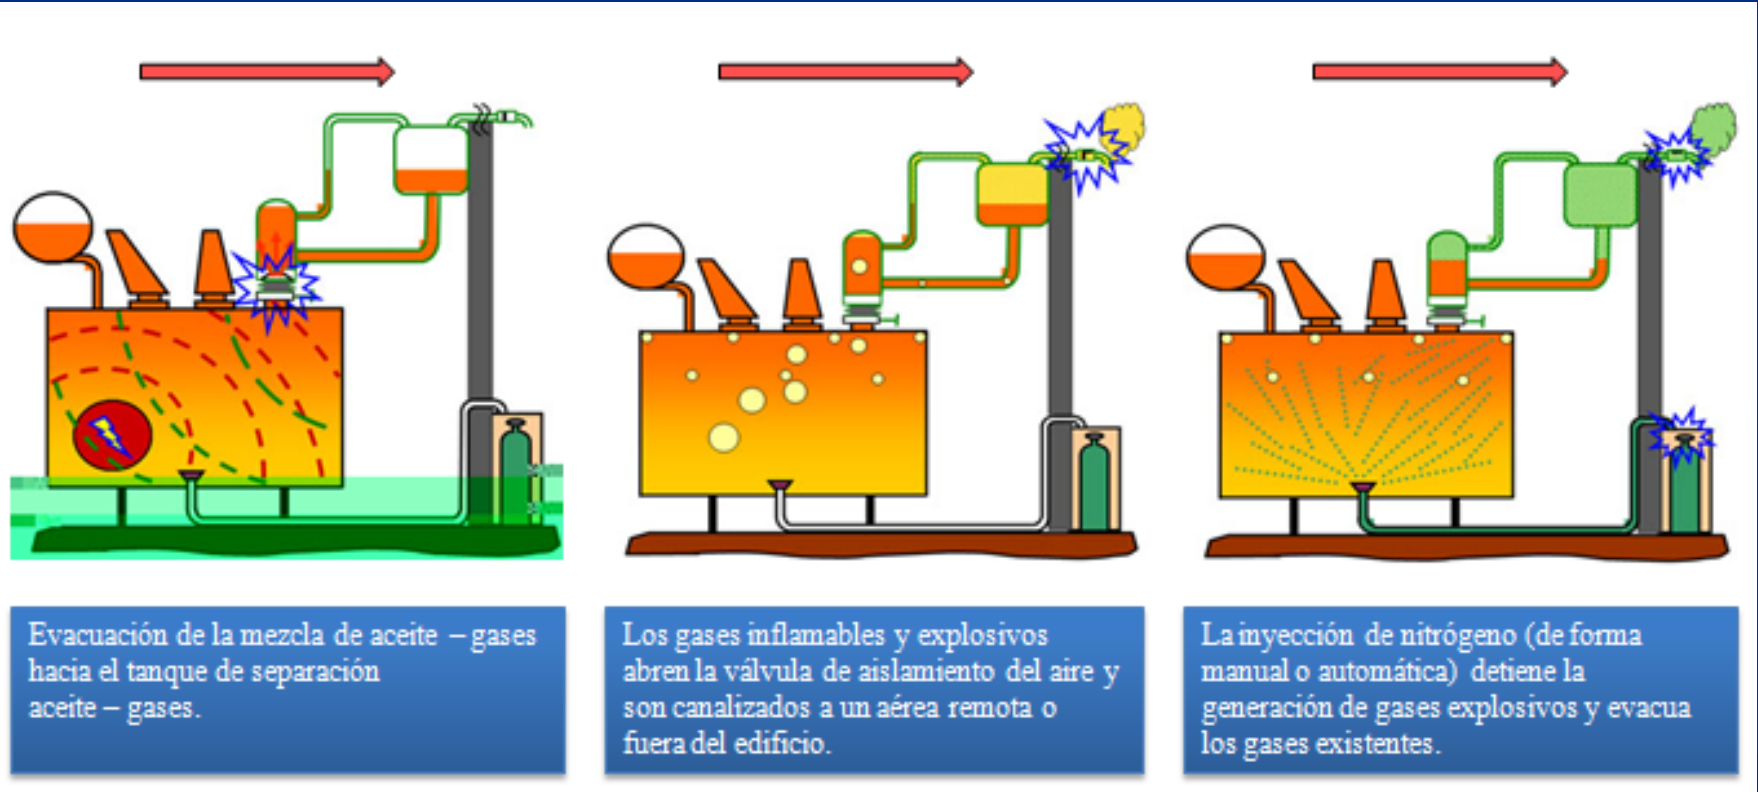 Evacuación de la mezcla de aceite – gases
hacia el tanque de separación
aceite – gases.
Los gases inflamables y explosivos
abren la válvula de aislamiento del aire y
son canalizados a un aérea remota o
fuera del edificio.
La inyección de nitrógeno (de forma
manual o automática) detiene la
generación de gases explosivos y evacua
los gases existentes.